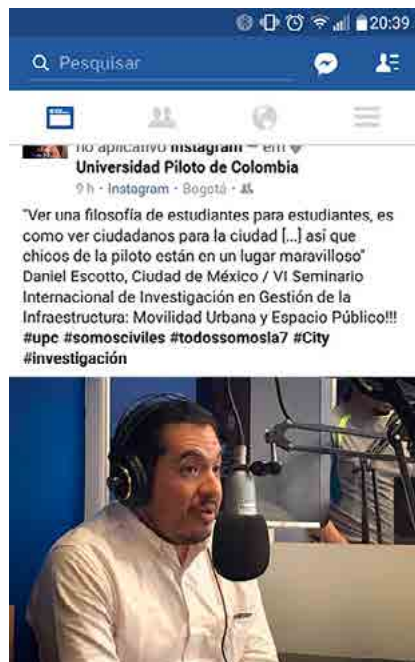 20:39
Pesquisar
no aplicativo Instagram — em
Universidad Piloto de Colombia
9 h · Instagram · Bogotá ·
"Ver una filosofía de estudiantes para estudiantes, es
como ver ciudadanos para la ciudad [...] así que
chicos de la piloto están en un lugar maravilloso"
Daniel Escotto, Ciudad de México / VI Seminario
Internacional de Investigación en Gestión de la
Infraestructura: Movilidad Urbana y Espacio Público!!!
#upc #somosciviles #todossomosla7 #City
#investigación